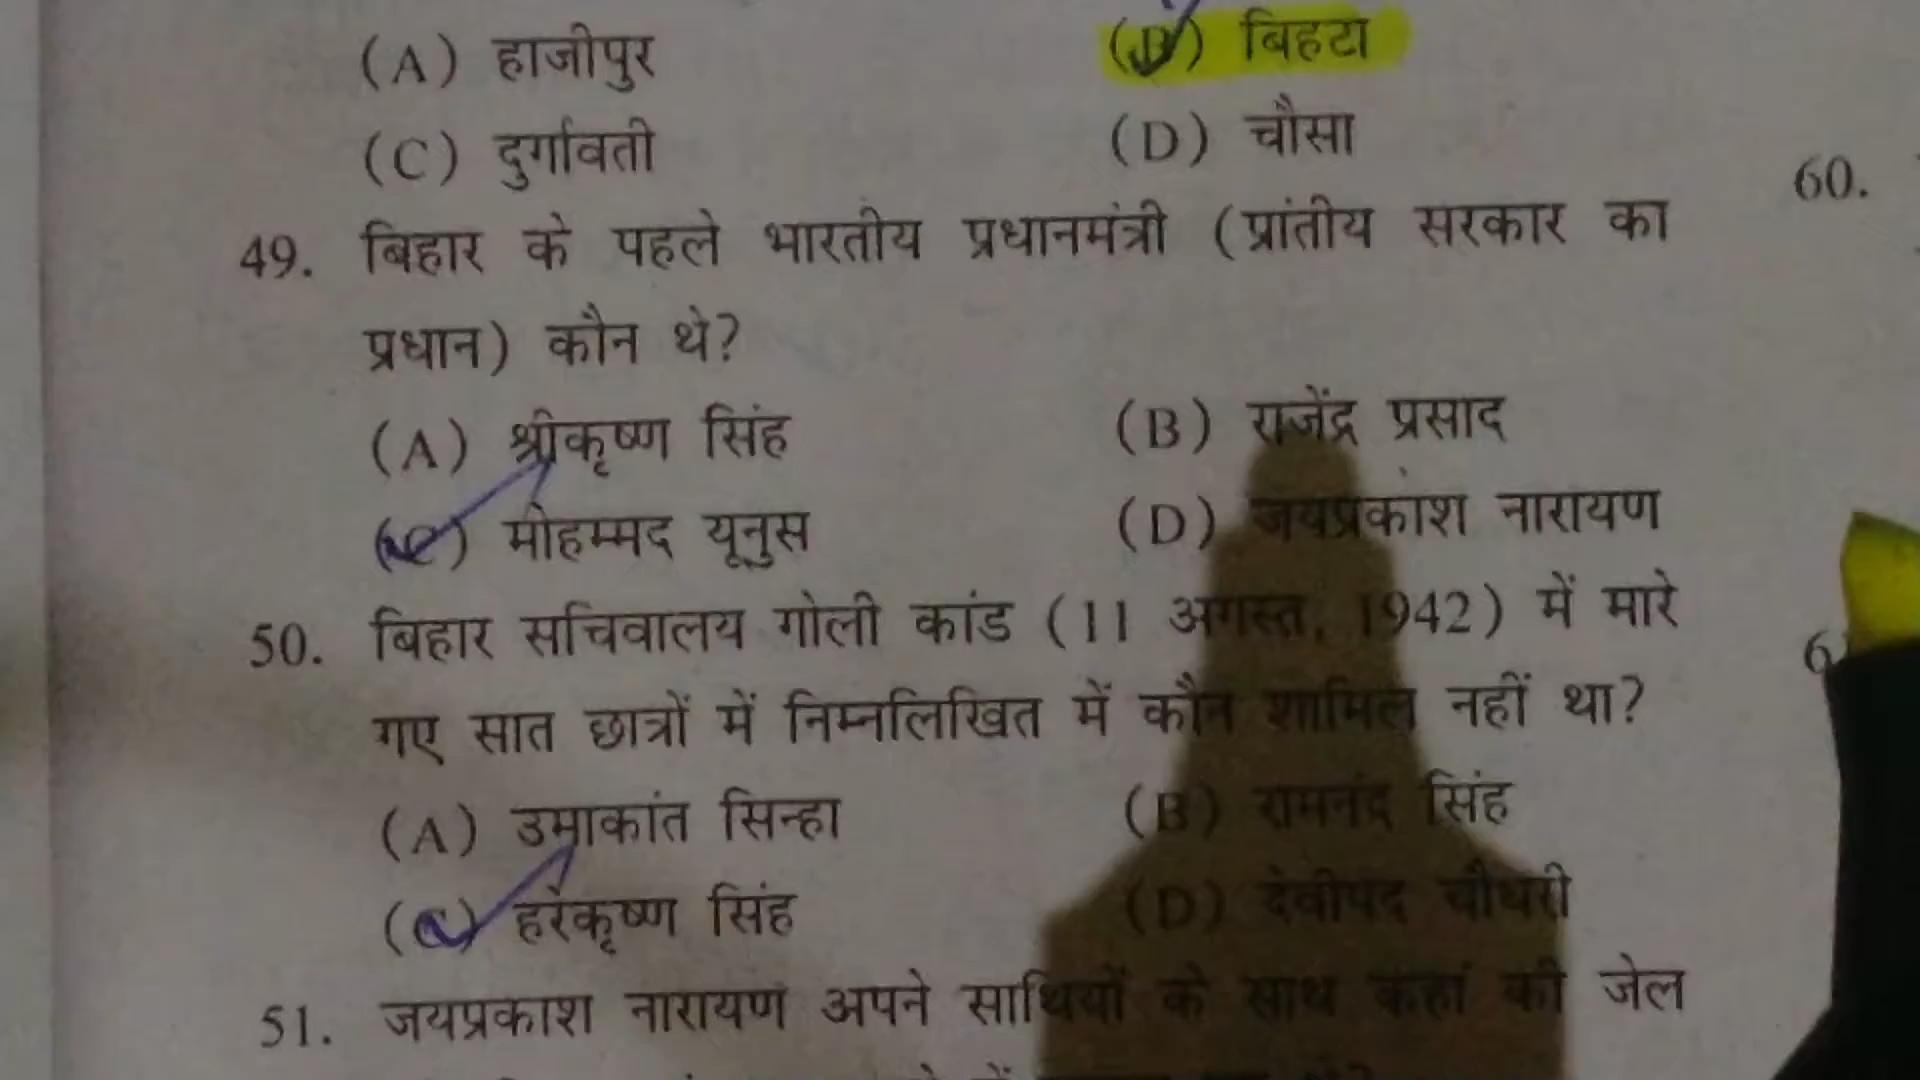 (A) हाजीपुर (B) बिहटा
(C) दुर्गावती (D) चौसा
60.
49. बिहार के पहले भारतीय प्रधानमंत्री (प्रांतीय सरकार का
प्रधान) कौन थे?
(A) श्रीकृष्ण सिंह (B) राजेंद्र प्रसाद
(C) मोहम्मद यूनुस (D) जयप्रकाश नारायण
50. बिहार सचिवालय गोली कांड (11 अगस्त, 1942) में मारे
गए सात छात्रों में निम्नलिखित में कौन शामिल नहीं था?
(A) उमाकांत सिन्हा (B) रामनंद सिंह
(C) हरेकृष्ण सिंह (D) देवीपद चौधरी
51. जयप्रकाश नारायण अपने साथियों के साथ कहां की जेल